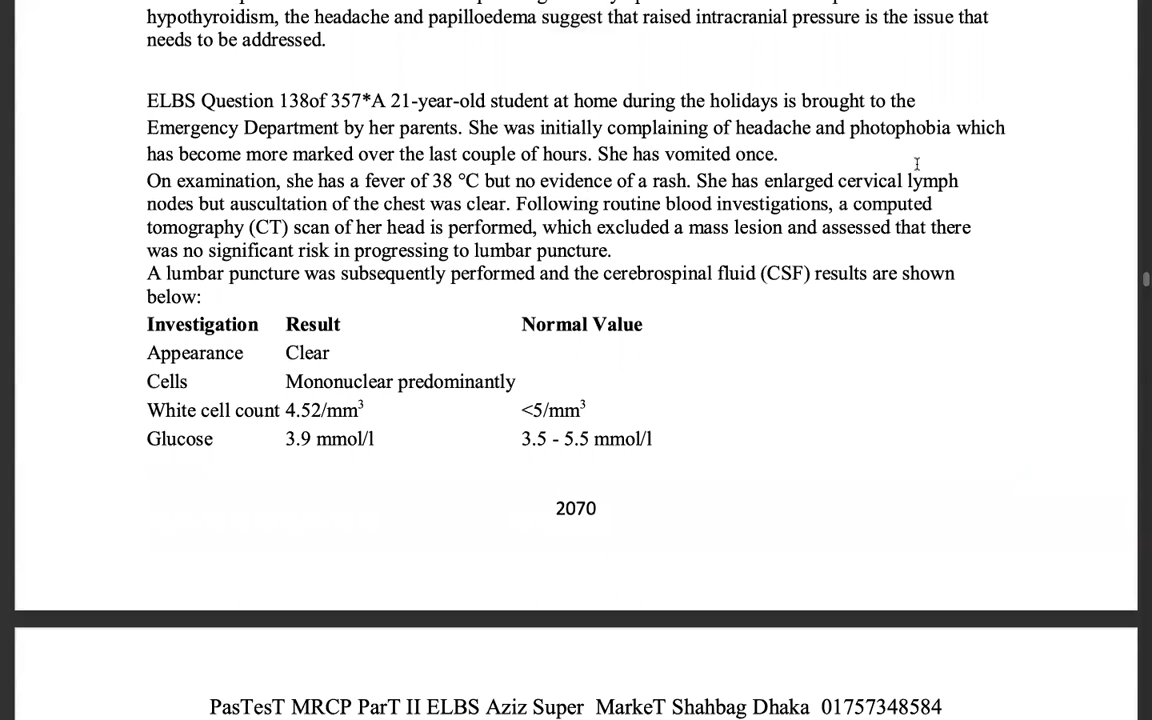 hypothyroidism, the headache and papilloedema suggest that raised intracranial pressure is the issue that
needs to be addressed.
ELBS Question 138of 357*A 21-year-old student at home during the holidays is brought to the
Emergency Department by her parents. She was initially complaining of headache and photophobia which
has become more marked over the last couple of hours. She has vomited once.
On examination, she has a fever of 38 °C but no evidence of a rash. She has enlarged cervical lymph
nodes but auscultation of the chest was clear. Following routine blood investigations, a computed
tomography (CT) scan of her head is performed, which excluded a mass lesion and assessed that there
was no significant risk in progressing to lumbar puncture.
A lumbar puncture was subsequently performed and the cerebrospinal fluid (CSF) results are shown
below:
Investigation Result Normal Value
Appearance Clear
Cells Mononuclear predominantly
White cell count 4.52/mm³ <5/mm³
Glucose 3.9 mmol/l 3.5 - 5.5 mmol/l
2070
PasTesT MRCP ParT II ELBS Aziz Super MarkeT Shahbag Dhaka 01757348584